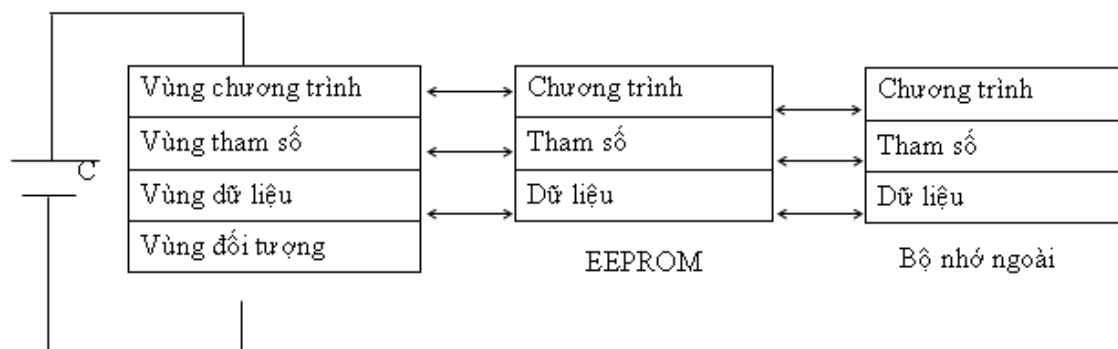 C
Vùng chương trình
Vùng tham số
Vùng dữ liệu
Vùng đối tượng
Chương trình
Tham số
Dữ liệu
EEPROM
Chương trình
Tham số
Dữ liệu
Bộ nhớ ngoài